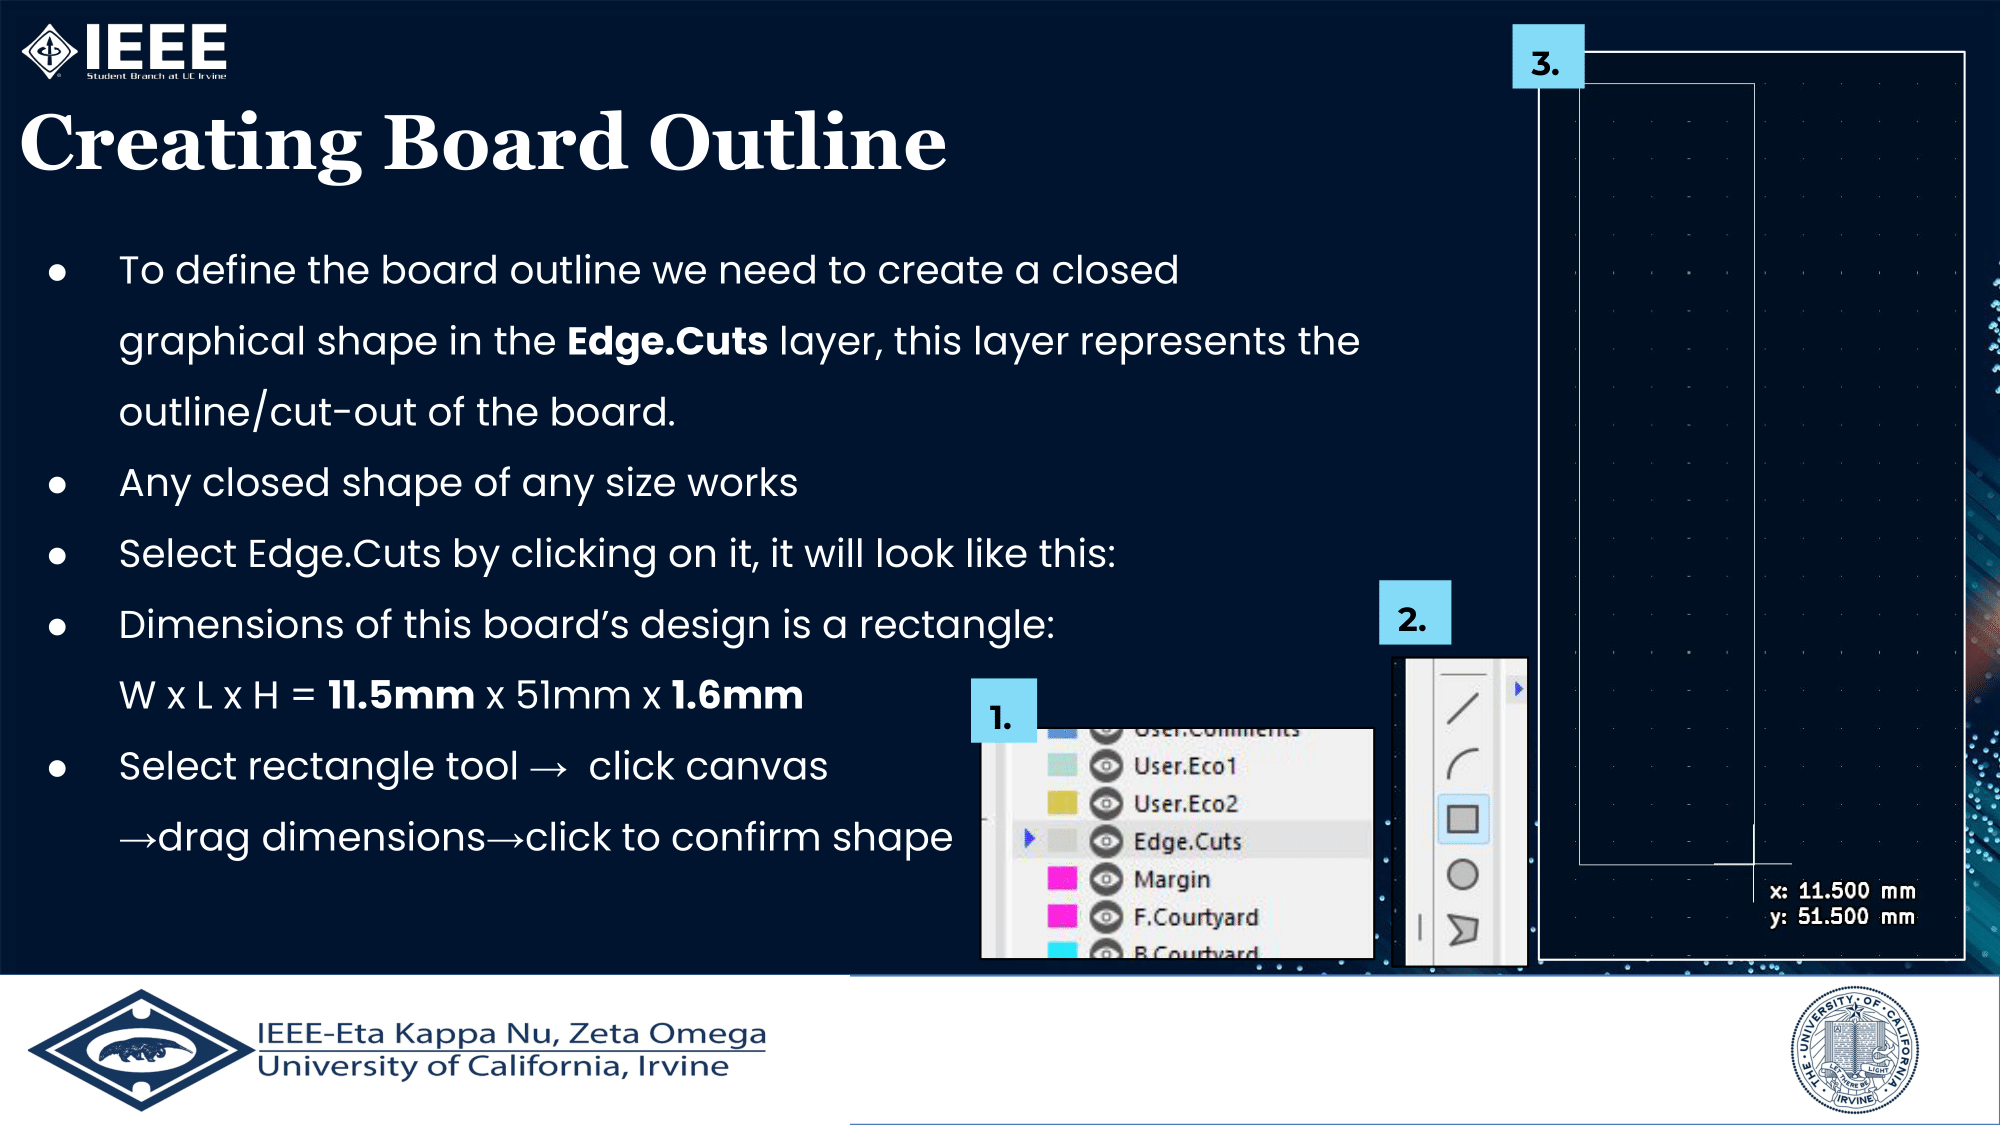 IEEE
Student Branch at UC Irvine
Creating Board Outline
● To define the board outline we need to create a closed
graphical shape in the Edge.Cuts layer, this layer represents the
outline/cut-out of the board.
● Any closed shape of any size works
● Select Edge.Cuts by clicking on it, it will look like this:
● Dimensions of this board’s design is a rectangle:
W x L x H = 11.5mm x 51mm x 1.6mm
● Select rectangle tool → click canvas
→drag dimensions→click to confirm shape
1.
User.Comments
User.Eco1
User.Eco2
Edge.Cuts
Margin
F.Courtyard
B.Courtyard
2.
3.
x: 11.500 mm
y: 51.500 mm
IEEE-Eta Kappa Nu, Zeta Omega
University of California, Irvine
THE UNIVERSITY OF CALIFORNIA
LET THERE BE LIGHT
IRVINE